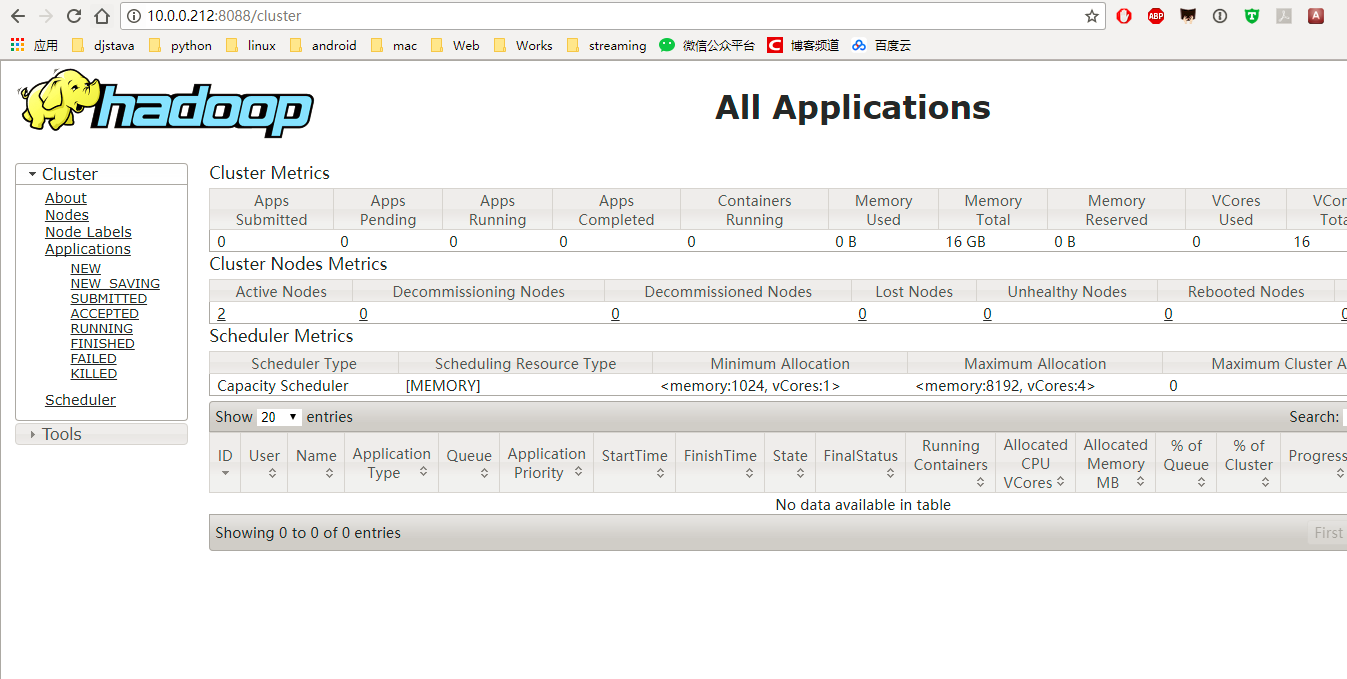 10.0.0.212:8088/cluster
ABP
应用 djstava python linux android mac Web Works streaming 微信公众平台 博客频道 百度云
hadoop
All Applications
Cluster
About
Nodes
Node Labels
Applications
NEW
NEW_SAVING
SUBMITTED
ACCEPTED
RUNNING
FINISHED
FAILED
KILLED
Scheduler
Tools
Cluster Metrics
Apps Submitted Apps Pending Apps Running Apps Completed Containers Running Memory Used Memory Total Memory Reserved VCores Used
0 0 0 0 0 0 B 16 GB 0 B 0 16
Cluster Nodes Metrics
Active Nodes Decommissioning Nodes Decommissioned Nodes Lost Nodes Unhealthy Nodes Rebooted Nodes
2 0 0 0 0 0 0
Scheduler Metrics
Scheduler Type Scheduling Resource Type Minimum Allocation Maximum Allocation Maximum Cluster A
Capacity Scheduler [MEMORY] <memory:1024, vCores:1> <memory:8192, vCores:4> 0
Show 20 entries Search:
ID User Name Application Type Queue Application Priority StartTime FinishTime State FinalStatus Running Containers Allocated CPU VCores Allocated Memory MB % of Queue % of Cluster Progress
No data available in table
Showing 0 to 0 of 0 entries First